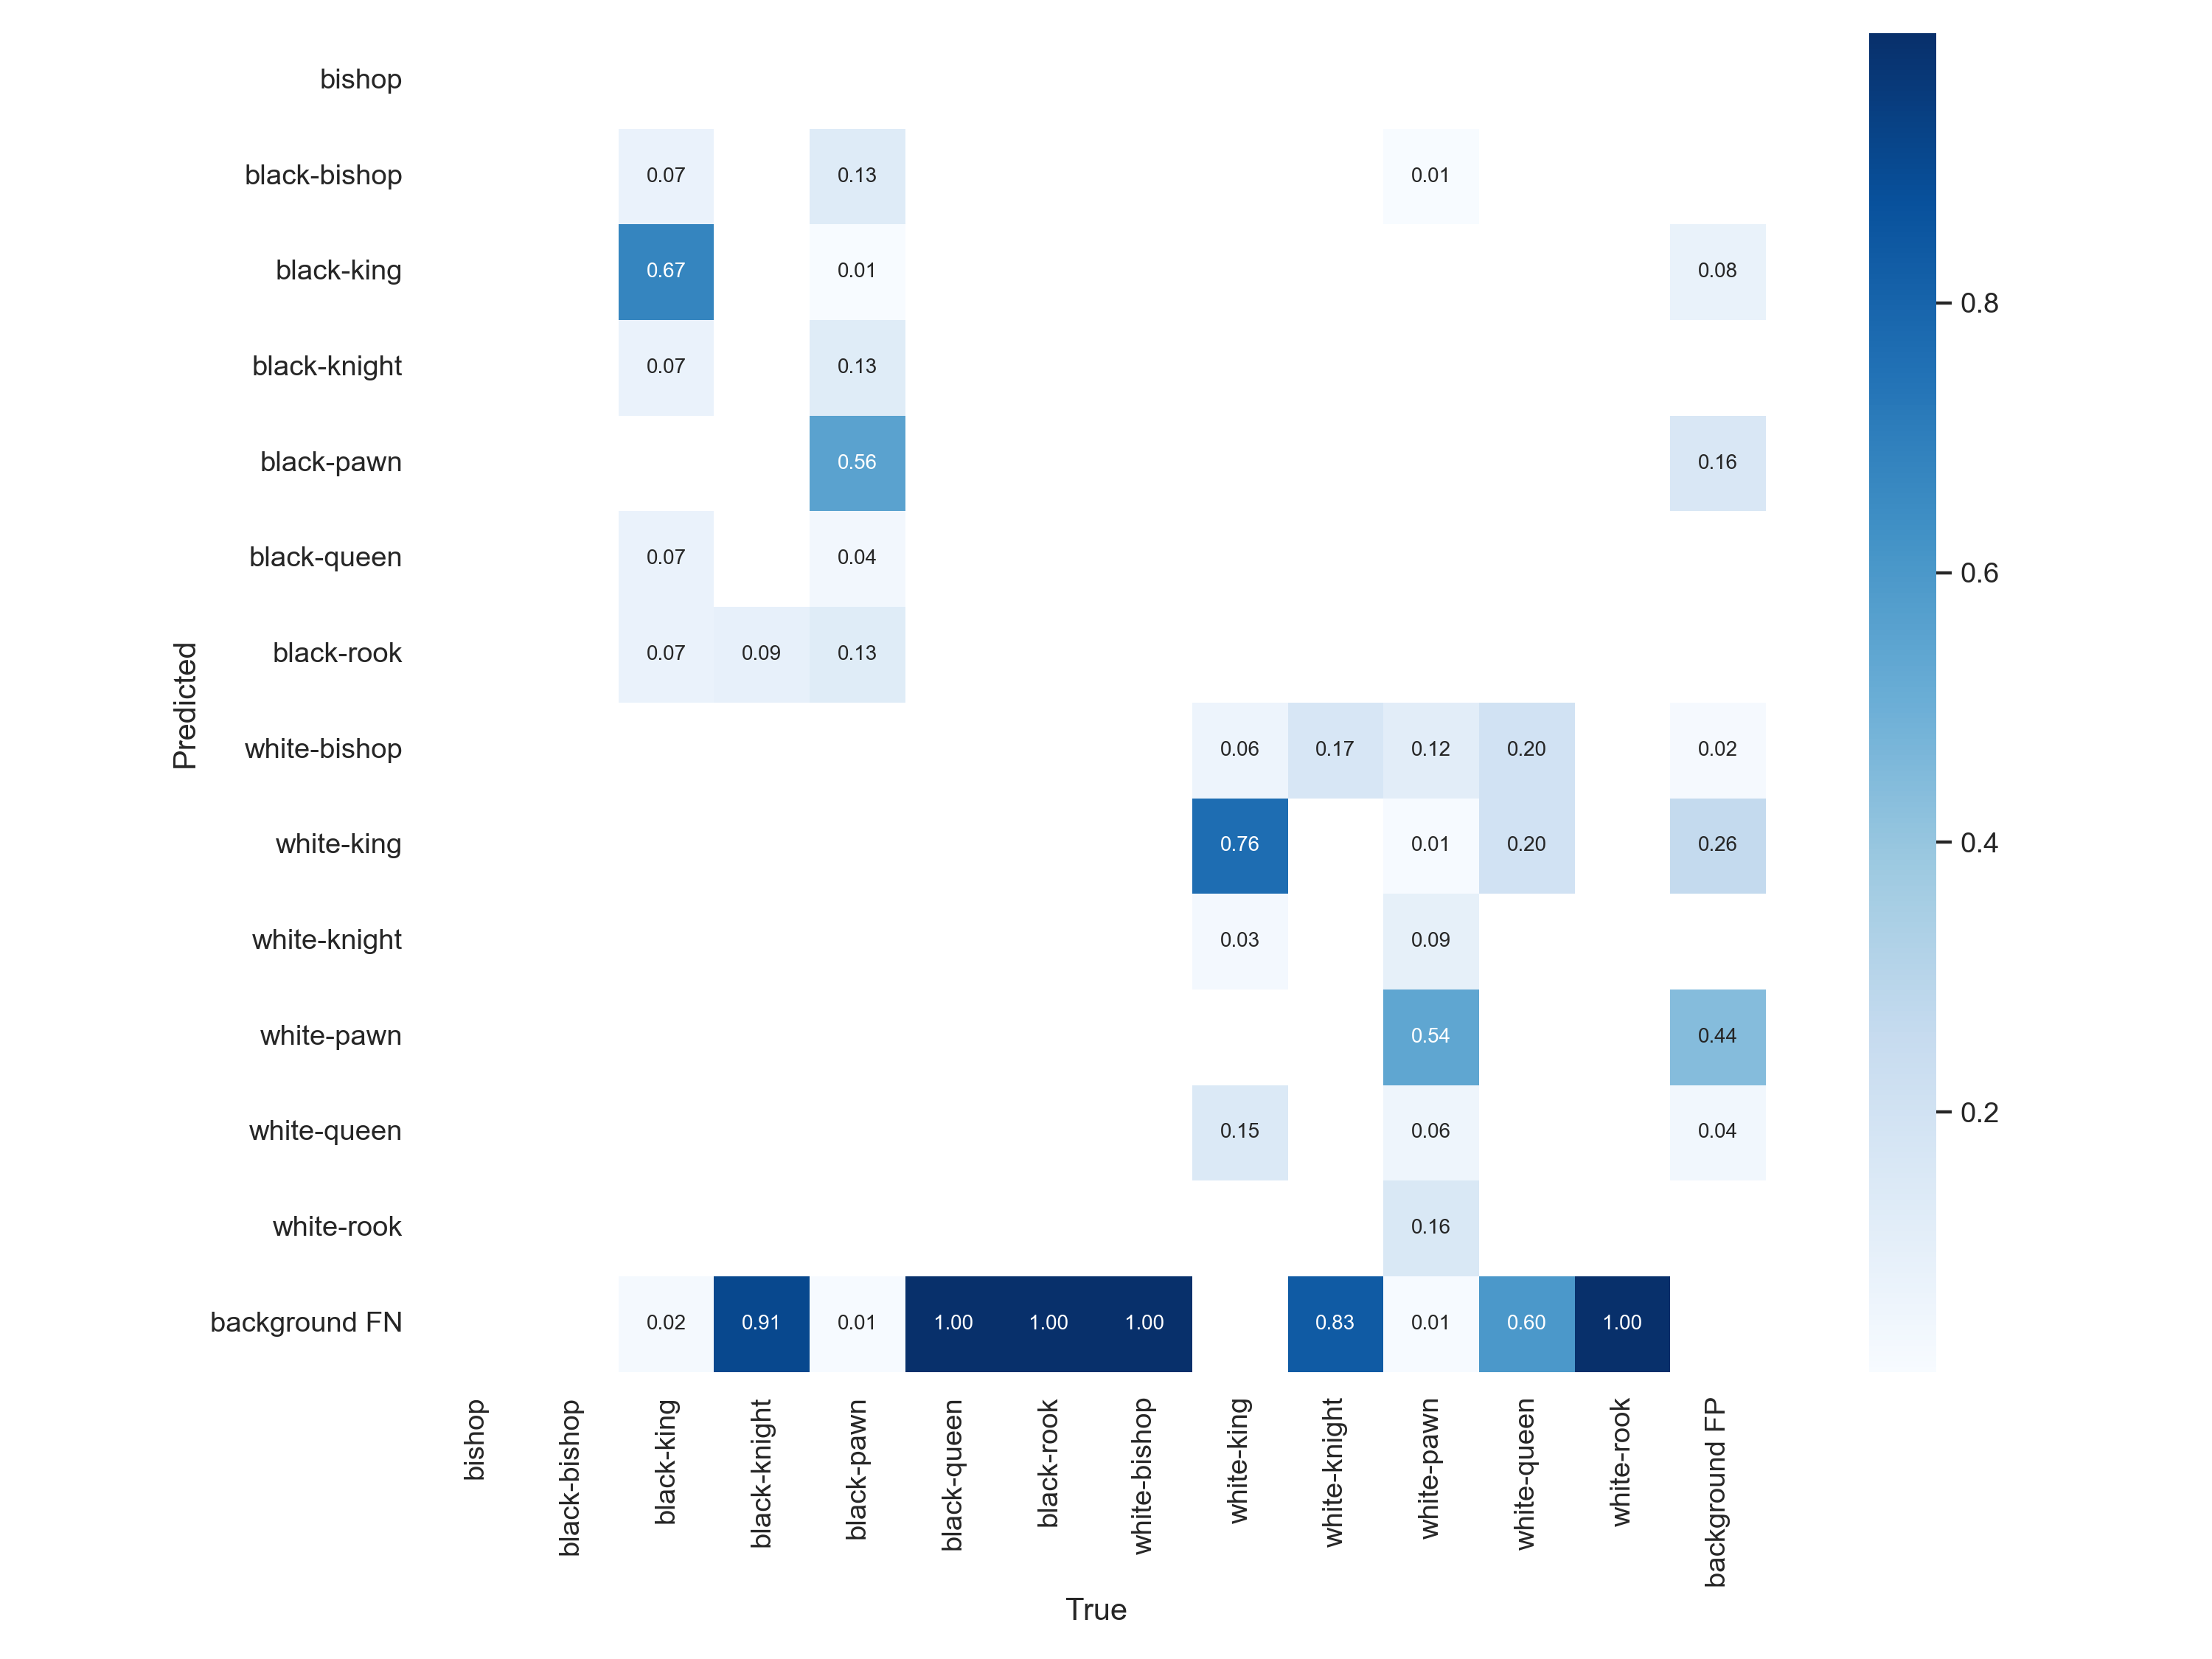 bishop
black-bishop 0.07 0.13 0.01
black-king 0.67 0.01 0.08
0.8
black-knight 0.07 0.13
black-pawn 0.56 0.16
black-queen 0.07 0.04
0.6
black-rook 0.07 0.09 0.13
Predicted
white-bishop 0.06 0.17 0.12 0.20 0.02
white-king 0.76 0.01 0.20 0.26
0.4
white-knight 0.03 0.09
white-pawn 0.54 0.44
0.2
white-queen 0.15 0.06 0.04
white-rook 0.16
background FN 0.02 0.91 0.01 1.00 1.00 1.00 0.83 0.01 0.60 1.00
bishop
black-bishop
black-king
black-knight
black-pawn
black-queen
black-rook
white-bishop
white-king
white-knight
white-pawn
white-queen
white-rook
background FP
True